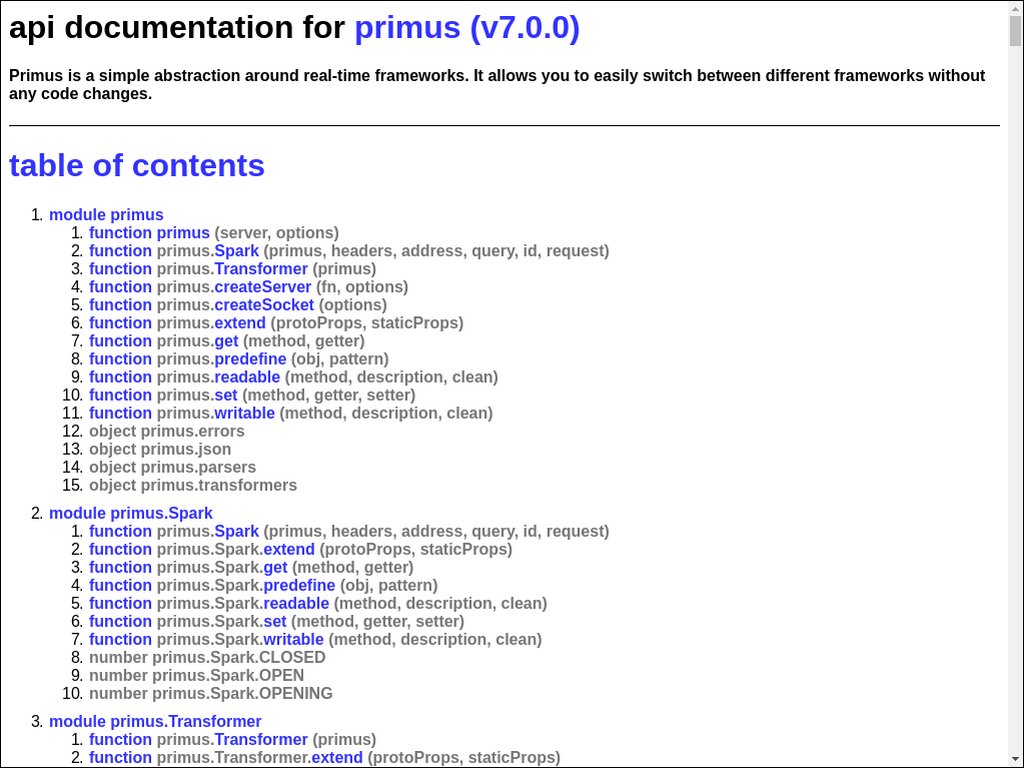 api documentation for primus (v7.0.0)
Primus is a simple abstraction around real-time frameworks. It allows you to easily switch between different frameworks without
any code changes.
table of contents
1. module primus
1. function primus (server, options)
2. function primus.Spark (primus, headers, address, query, id, request)
3. function primus.Transformer (primus)
4. function primus.createServer (fn, options)
5. function primus.createSocket (options)
6. function primus.extend (protoProps, staticProps)
7. function primus.get (method, getter)
8. function primus.predefine (obj, pattern)
9. function primus.readable (method, description, clean)
10. function primus.set (method, getter, setter)
11. function primus.writable (method, description, clean)
12. object primus.errors
13. object primus.json
14. object primus.parsers
15. object primus.transformers
2. module primus.Spark
1. function primus.Spark (primus, headers, address, query, id, request)
2. function primus.Spark.extend (protoProps, staticProps)
3. function primus.Spark.get (method, getter)
4. function primus.Spark.predefine (obj, pattern)
5. function primus.Spark.readable (method, description, clean)
6. function primus.Spark.set (method, getter, setter)
7. function primus.Spark.writable (method, description, clean)
8. number primus.Spark.CLOSED
9. number primus.Spark.OPEN
10. number primus.Spark.OPENING
3. module primus.Transformer
1. function primus.Transformer (primus)
2. function primus.Transformer.extend (protoProps, staticProps)